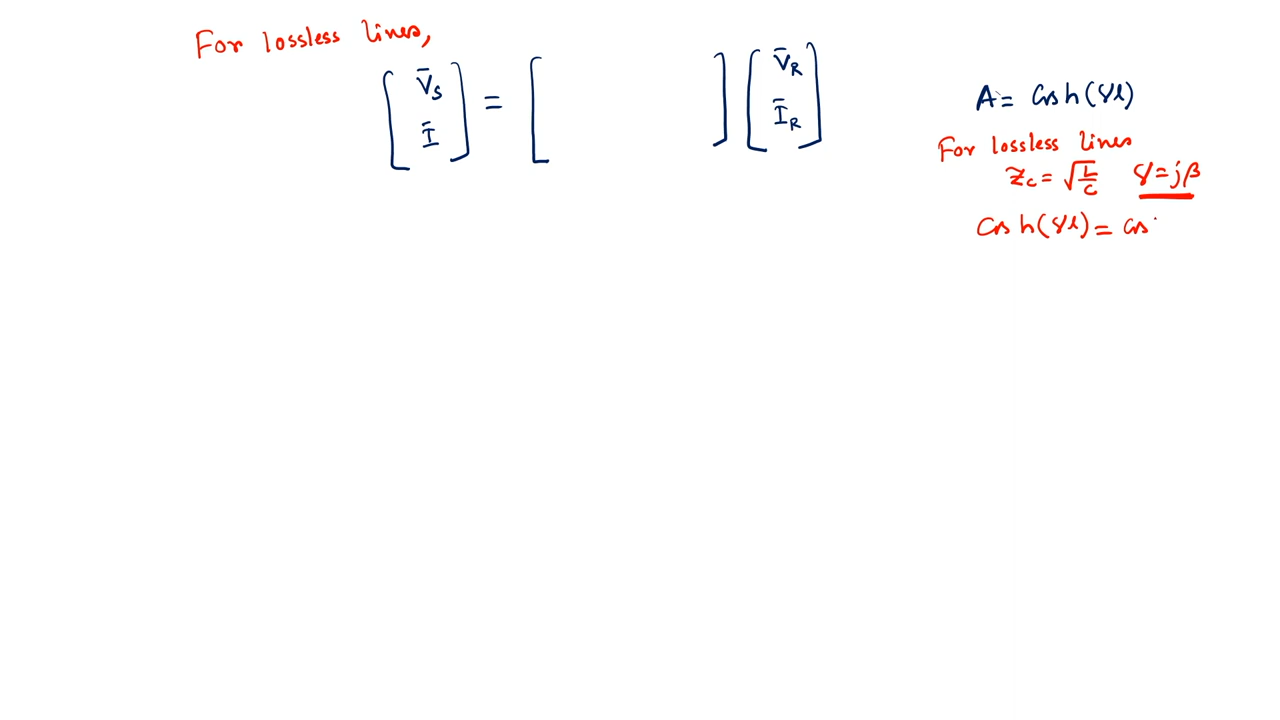 For lossless lines,
[ V̄S Ī ] = [ ] [ V̄R ĪR ]
A = Cosh(γl)
For lossless lines
Zc = √(L/C) γ = jβ
Cosh(γl) = cos